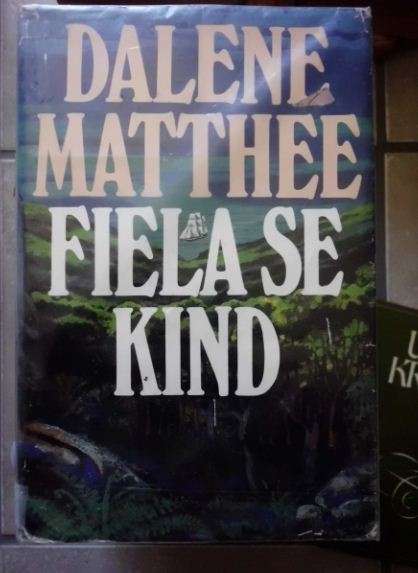 DALENE
MATTHEE
FIELA SE
KIND